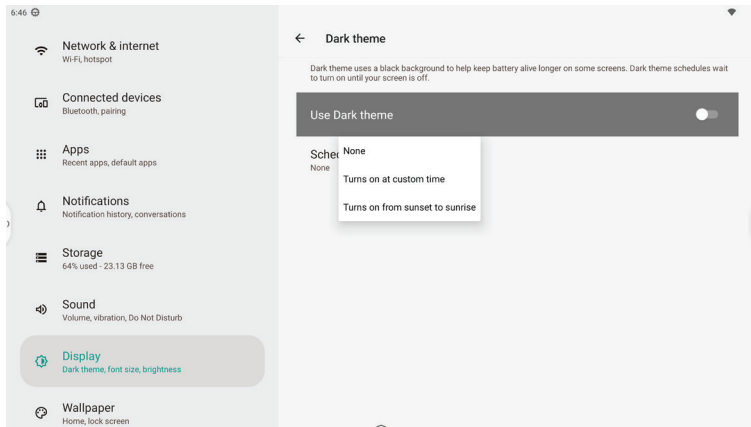 6:46
Network & internet
Wi-Fi, hotspot
Connected devices
Bluetooth, pairing
Apps
Recent apps, default apps
Notifications
Notification history, conversations
Storage
64% used - 23.13 GB free
Sound
Volume, vibration, Do Not Disturb
Display
Dark theme, font size, brightness
Wallpaper
Home, lock screen
Dark theme
Dark theme uses a black background to help keep battery alive longer on some screens. Dark theme schedules wait
to turn on until your screen is off.
Use Dark theme
Sche
None
None
Turns on at custom time
Turns on from sunset to sunrise